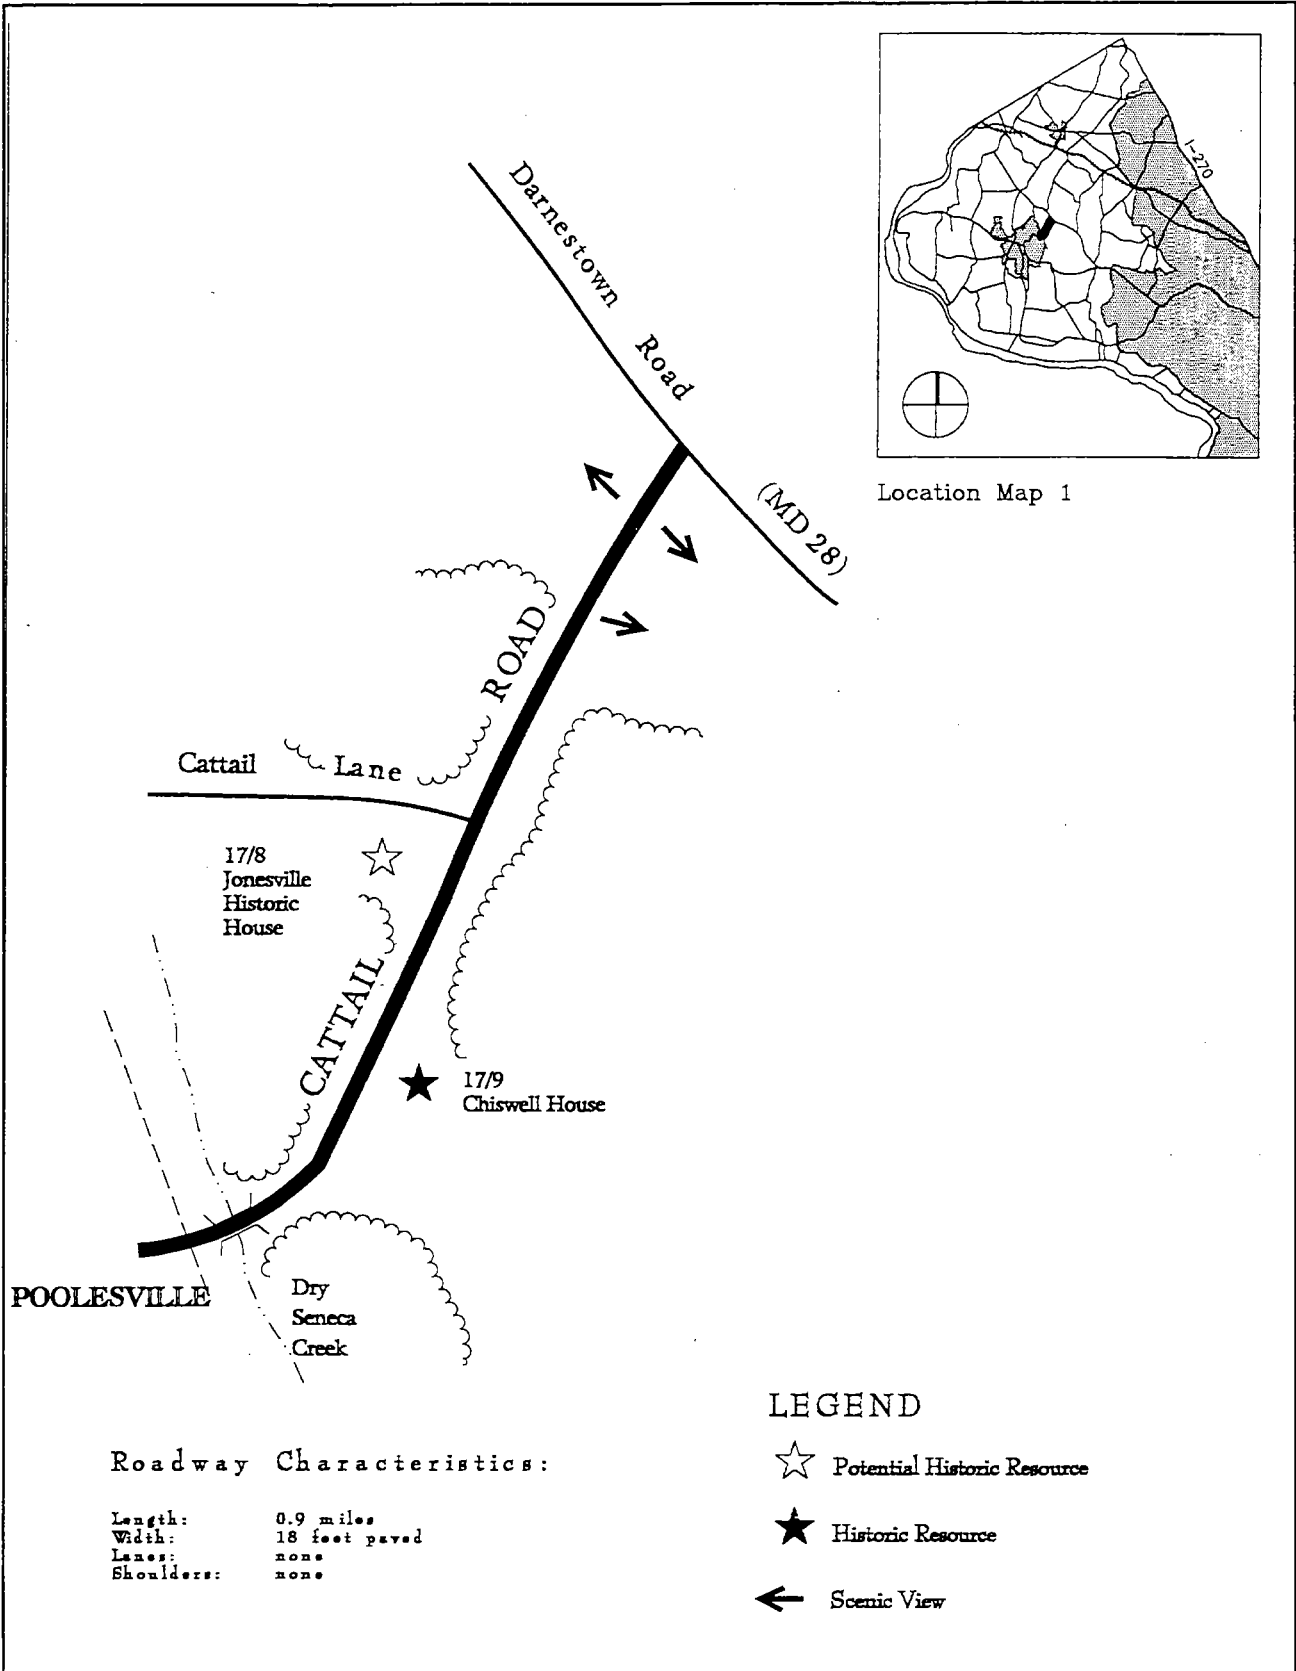 I-270
Location Map 1
Darnestown Road
(MD 28)
CATTAIL ROAD
Cattail Lane
17/8
Jonesville
Historic
House
17/9
Chiswell House
POOLESVILLE
Dry
Seneca
Creek
LEGEND
Potential Historic Resource
Historic Resource
Scenic View
Roadway Characteristics:
Length: 0.9 miles
Width: 18 feet paved
Lanes: none
Shoulders: none